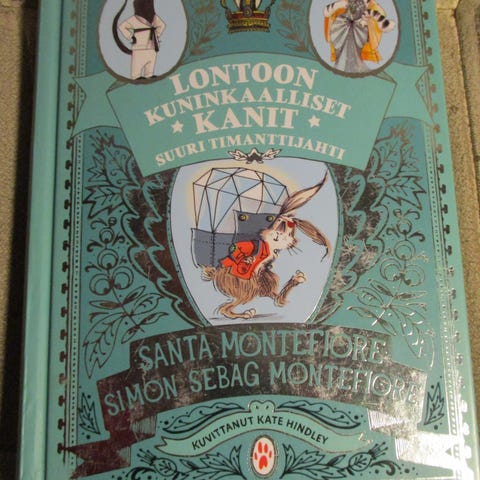 LONTOON
KUNINKAALLISET
KANIT
SUURI TIMANTTIJAHTI
SANTA MONTEFIORE
SIMON SEBAG MONTEFIORE
KUVITTANUT KATE HINDLEY